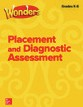 Grades K-6
Wonders
Placement and
Diagnostic
Assessment